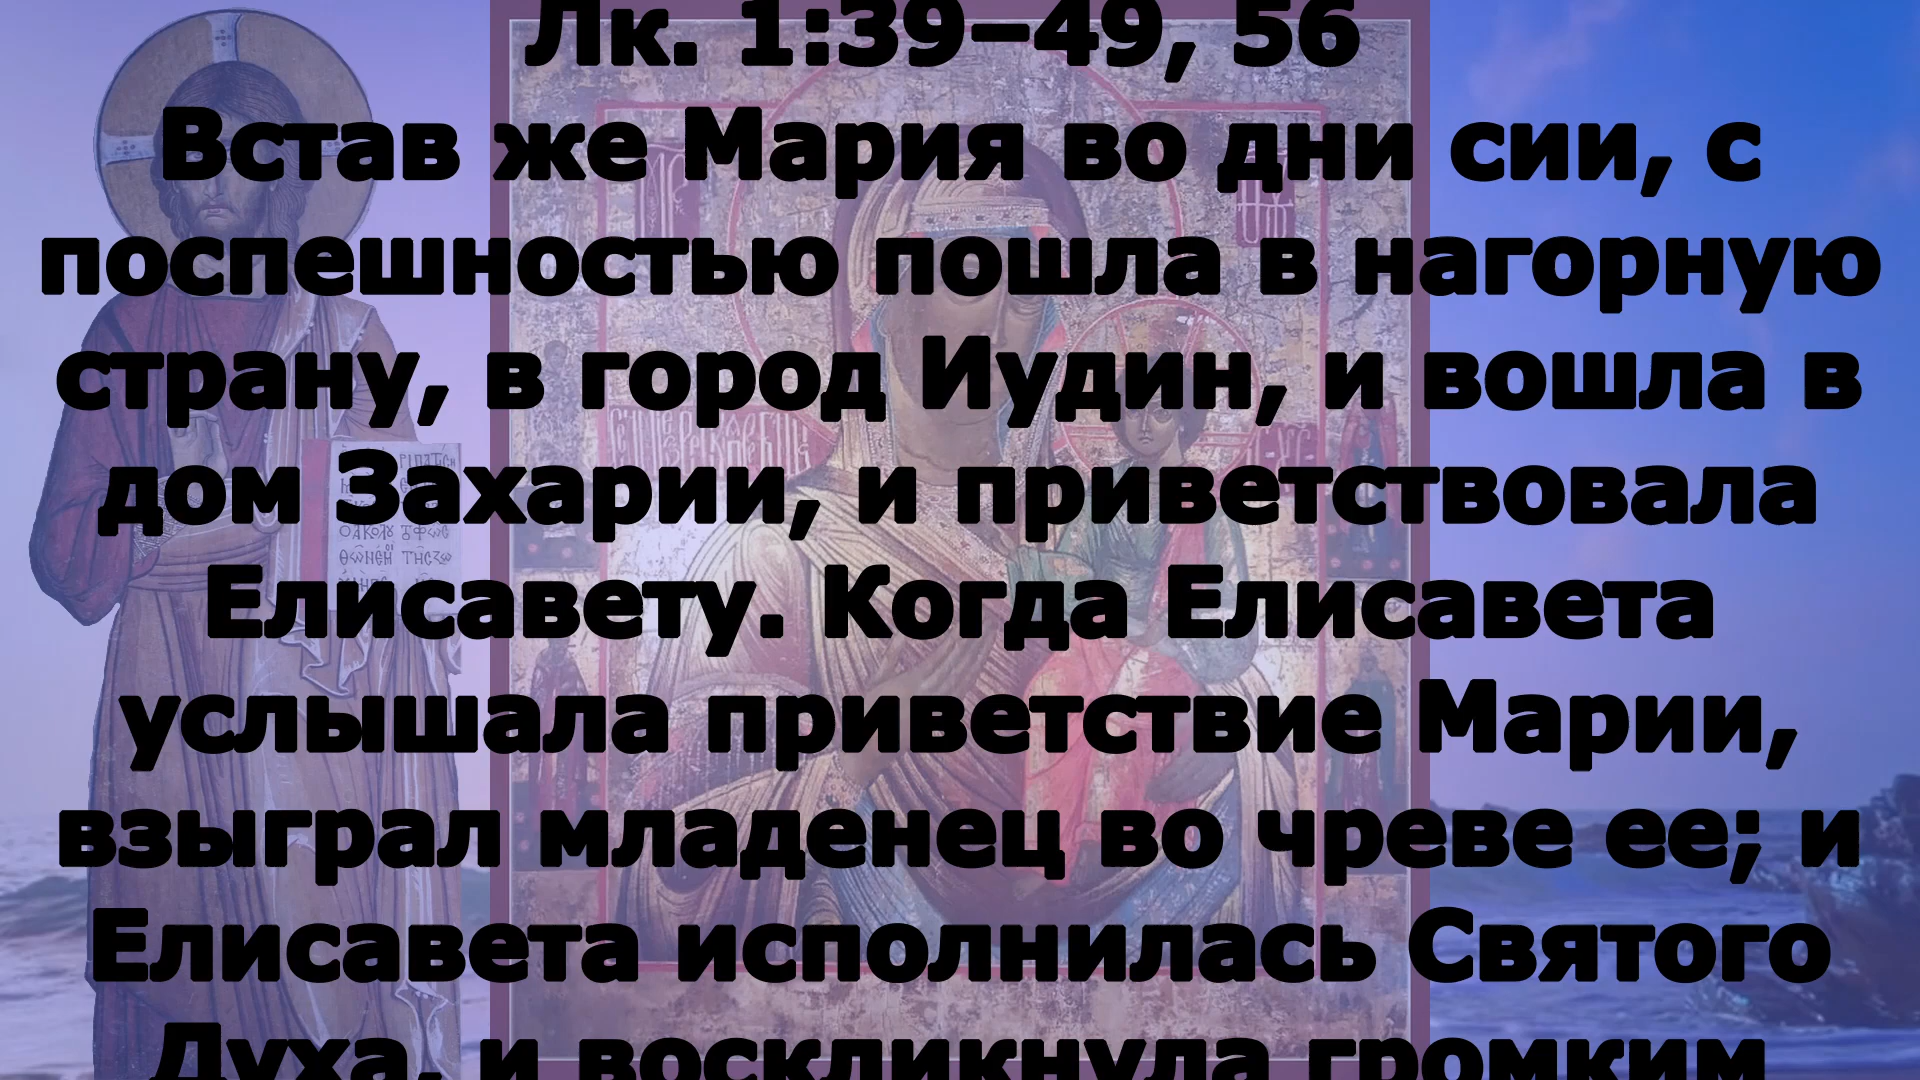 Лк. 1:39–49, 56
Встав же Мария во дни сии, с
поспешностью пошла в нагорную
страну, в город Иудин, и вошла в
дом Захарии, и приветствовала
Елисавету. Когда Елисавета
услышала приветствие Марии,
взыграл младенец во чреве ее; и
Елисавета исполнилась Святого
Духа, и воскликнула громким